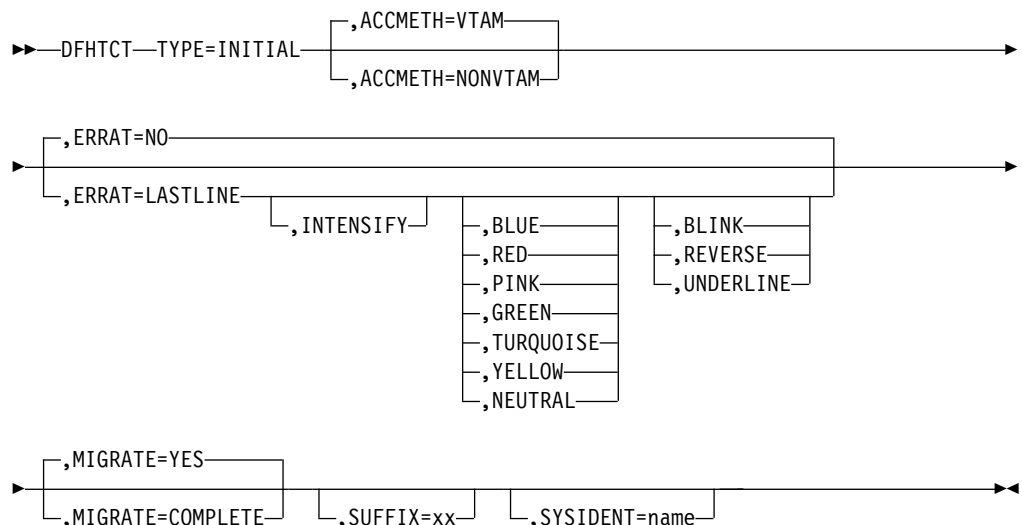 ,ACCMETH=VTAM
DFHTCT TYPE=INITIAL
,ACCMETH=NONVTAM
,ERRAT=NO
,ERRAT=LASTLINE
,INTENSIFY
,BLUE
,RED
,PINK
,GREEN
,TURQUOISE
,YELLOW
,NEUTRAL
,BLINK
,REVERSE
,UNDERLINE
,MIGRATE=YES
,MIGRATE=COMPLETE
,SUFFIX=xx
,SYSIDENT=name